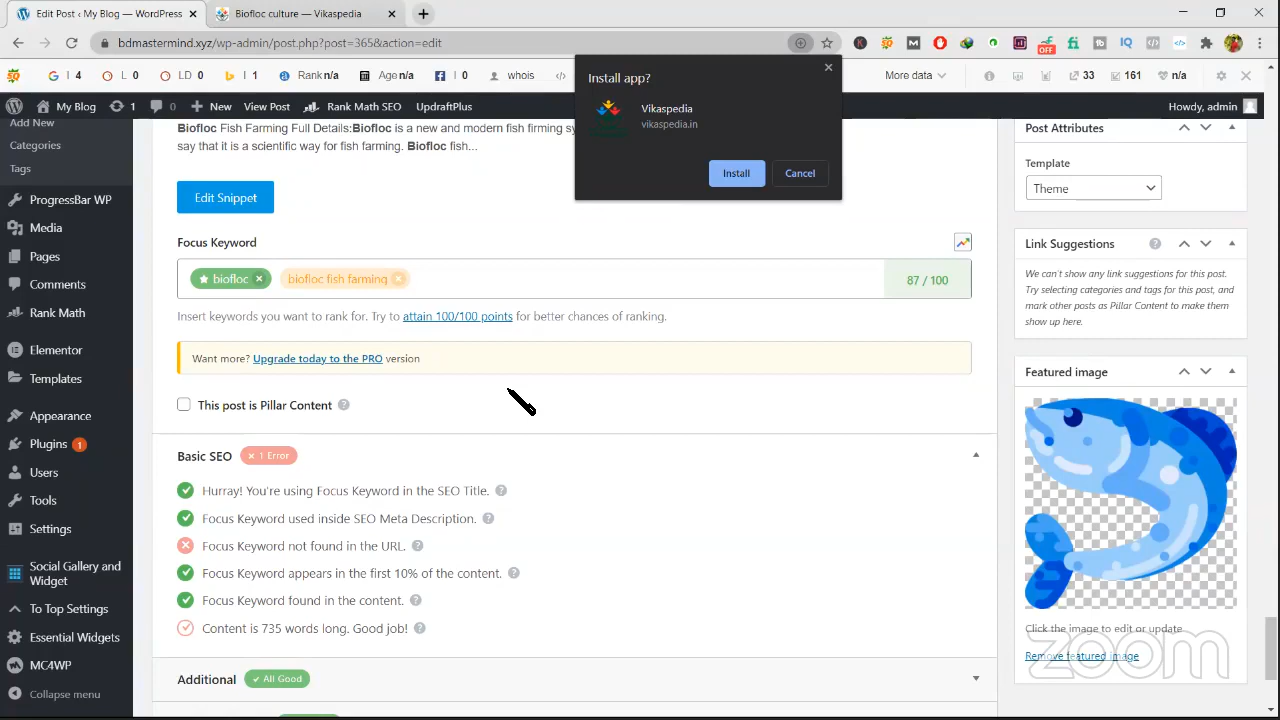 Edit Post ‹ My Blog — WordPress
Biofloc culture — Vikaspedia
bdmastermind.xyz/wp-admin/post.php?post=365&action=edit
I 4
L 0
LD 0
I 1
Rank n/a
Age n/a
I 0
whois
More data
33
161
n/a
OFF
IQ
My Blog
1
0
New
View Post
Rank Math SEO
UpdraftPlus
Howdy, admin
Install app?
Vikaspedia
vikaspedia.in
Install
Cancel
Add New
Categories
Tags
ProgressBar WP
Media
Pages
Comments
Rank Math
Elementor
Templates
Appearance
Plugins 1
Users
Tools
Settings
Social Gallery and
Widget
To Top Settings
Essential Widgets
MC4WP
Collapse menu
Biofloc Fish Farming Full Details:Biofloc is a new and modern fish firming sy
say that it is a scientific way for fish farming. Biofloc fish...
Edit Snippet
Focus Keyword
biofloc
biofloc fish farming
87 / 100
Insert keywords you want to rank for. Try to attain 100/100 points for better chances of ranking.
Want more? Upgrade today to the PRO version
This post is Pillar Content
Basic SEO
1 Error
Hurray! You're using Focus Keyword in the SEO Title.
Focus Keyword used inside SEO Meta Description.
Focus Keyword not found in the URL.
Focus Keyword appears in the first 10% of the content.
Focus Keyword found in the content.
Content is 735 words long. Good job!
Additional
All Good
Post Attributes
Template
Theme
Link Suggestions
We can't show any link suggestions for this post.
Try selecting categories and tags for this post, and
mark other posts as Pillar Content to make them
show up here.
Featured image
Click the image to edit or update
Remove featured image
zoom